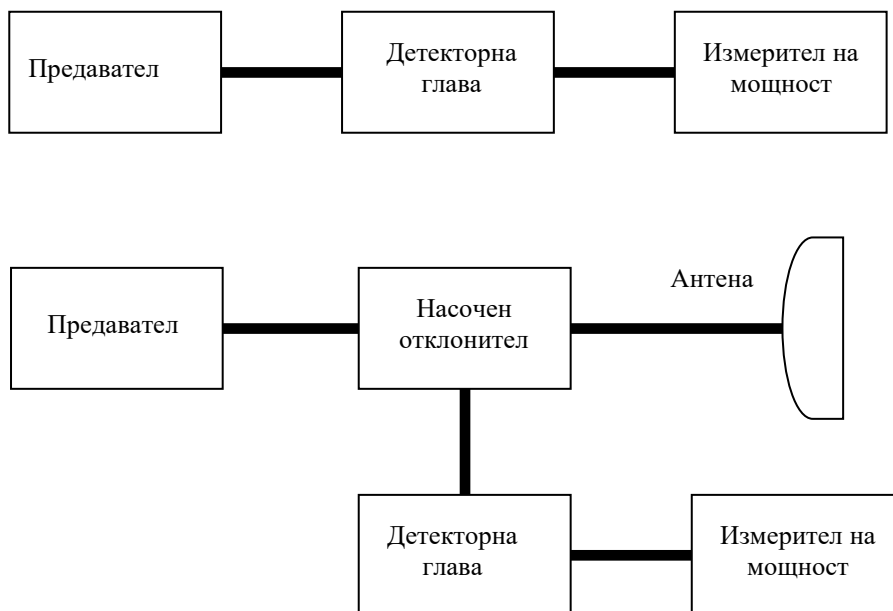 Предавател
Детекторна
глава
Измерител на
мощност
Предавател
Насочен
отклонител
Антена
Детекторна
глава
Измерител на
мощност